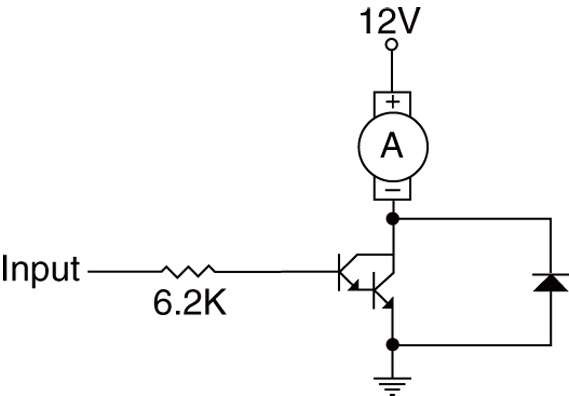 12V
+
A
−
Input
6.2K